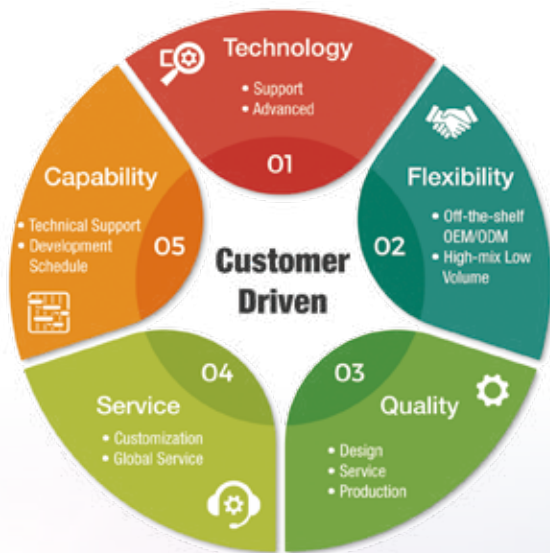 Technology
• Support
• Advanced
01
Flexibility
• Off-the-shelf
OEM/ODM
• High-mix Low
Volume
02
Quality
• Design
• Service
• Production
03
Service
• Customization
• Global Service
04
Capability
• Technical Support
• Development
Schedule
05
Customer
Driven